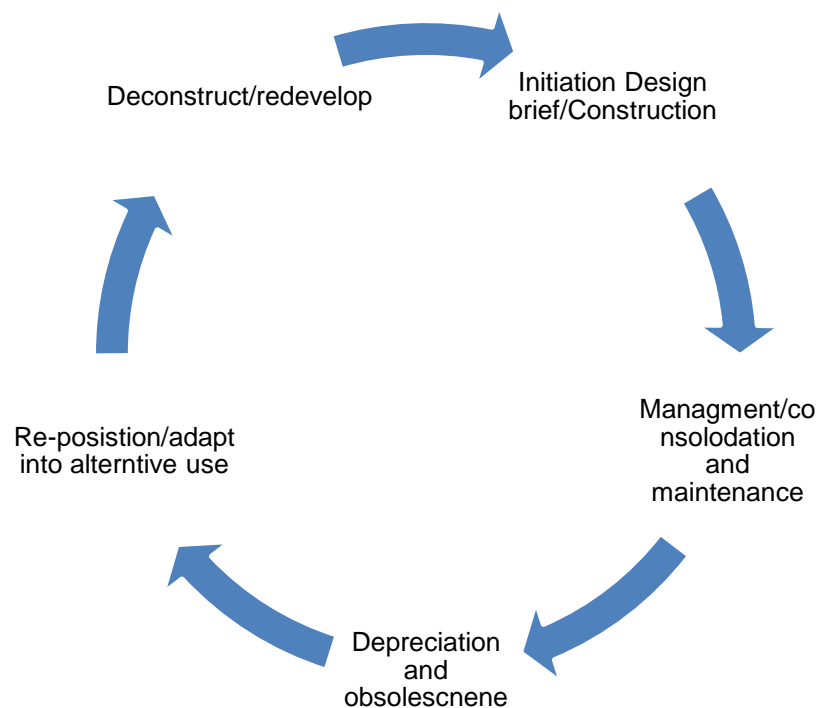 Deconstruct/redevelop
Initiation Design
brief/Construction
Managment/co
nsolodation
and
maintenance
Depreciation
and
obsolescnene
Re-posistion/adapt
into alterntive use